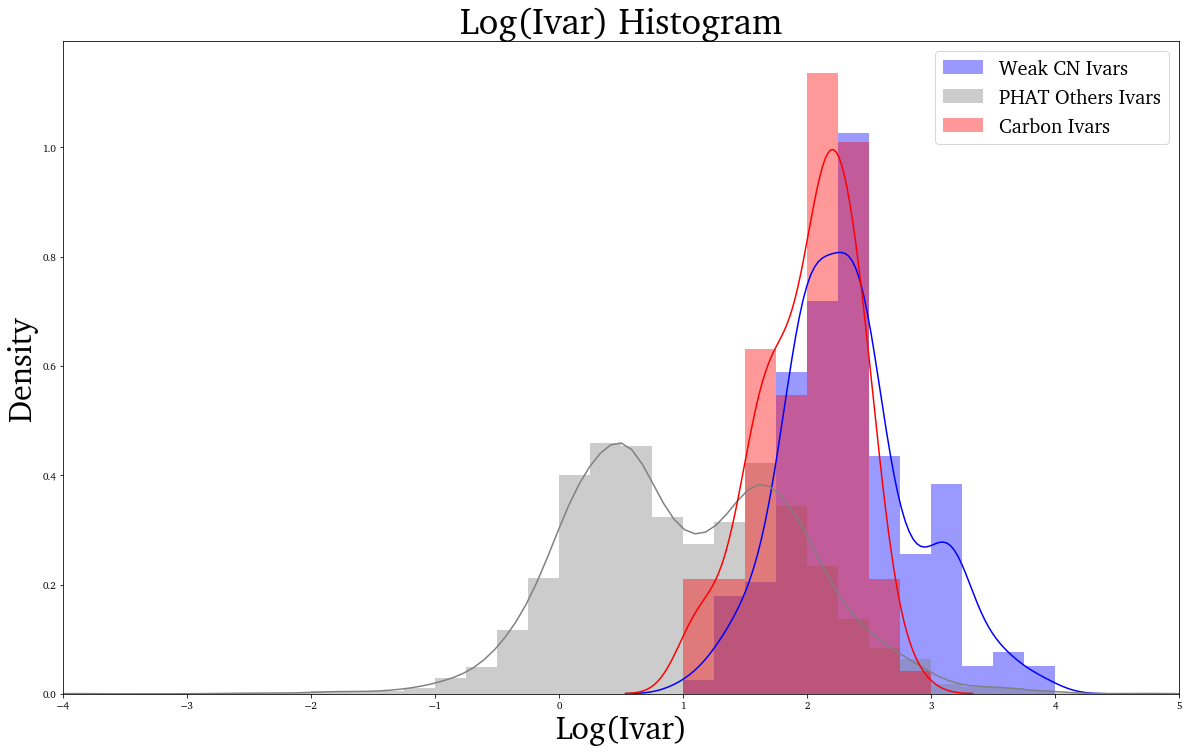 Log(Ivar) Histogram
Weak CN Ivars
PHAT Others Ivars
Carbon Ivars
Density
1.0
0.8
0.6
0.4
0.2
0.0
−4 −3 −2 −1 0 1 2 3 4 5
Log(Ivar)